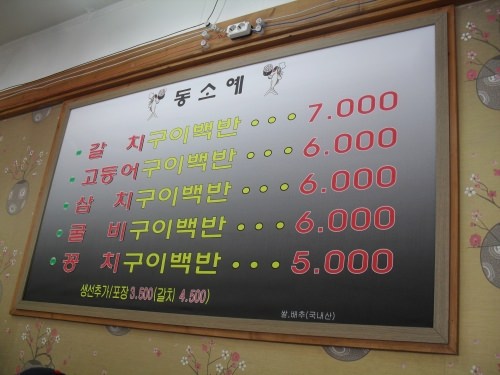 동소예
갈 치구이백반 ··· 7.000
고등어구이백반 ··· 6.000
삼 치구이백반 ··· 6.000
굴 비구이백반 ··· 6.000
꽁 치구이백반 ··· 5.000
생선추가/포장 3.500(갈치 4.500)
쌀,배추(국내산)